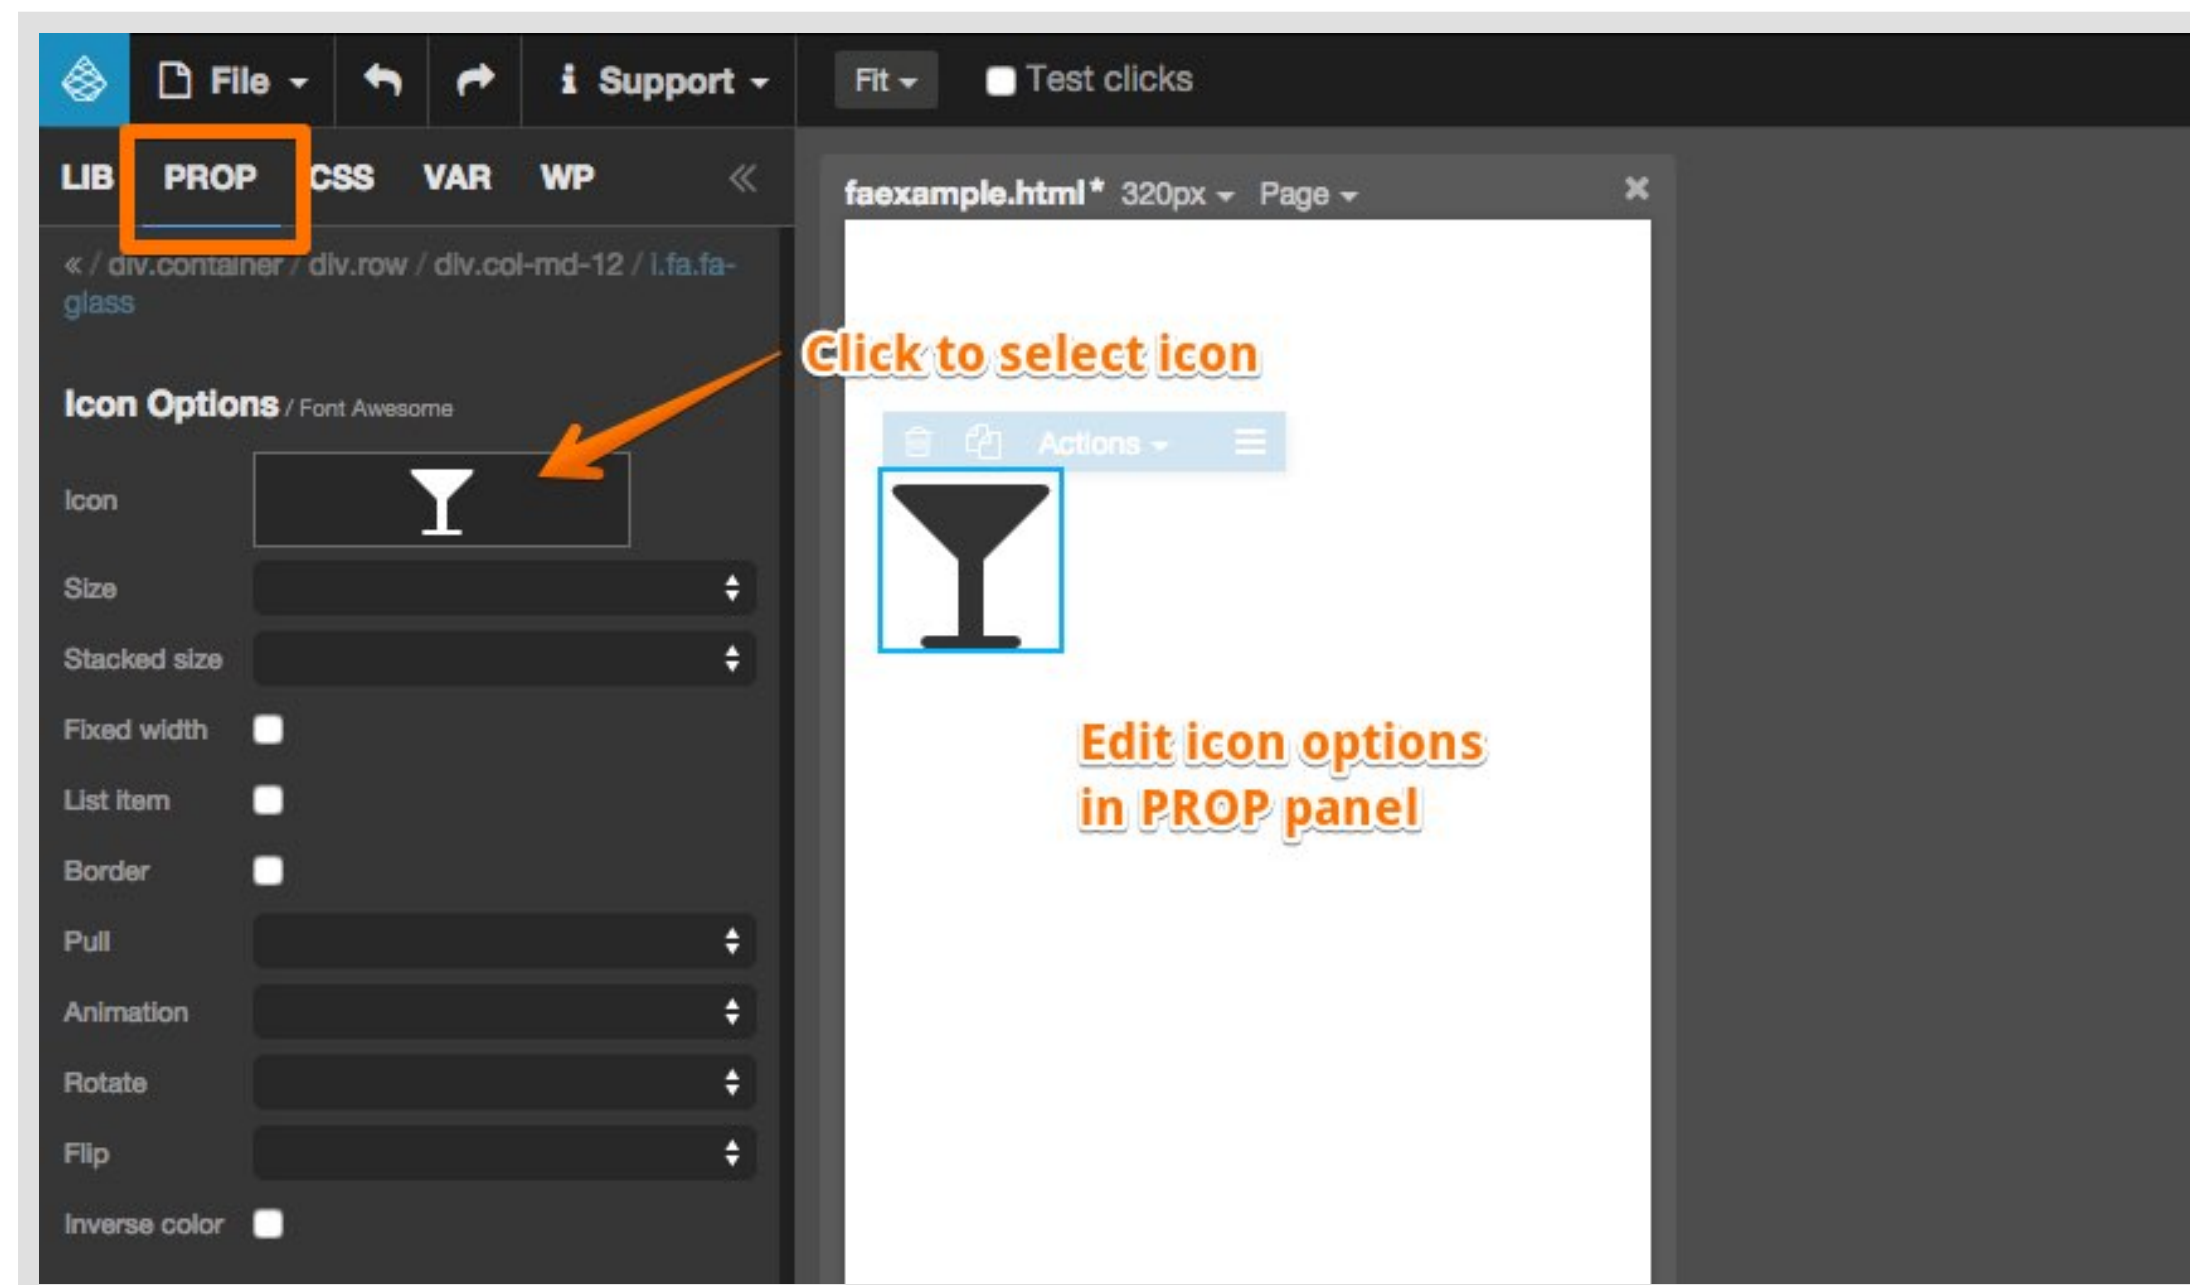 File
Support
Fit
Test clicks
LIB PROP CSS VAR WP «
faexample.html* 320px Page
« / div.container / div.row / div.col-md-12 / i.fa.fa-
glass
Click to select icon
Icon Options / Font Awesome
Actions
Icon
Size
Stacked size
Fixed width
Edit icon options
in PROP panel
List item
Border
Pull
Animation
Rotate
Flip
Inverse color